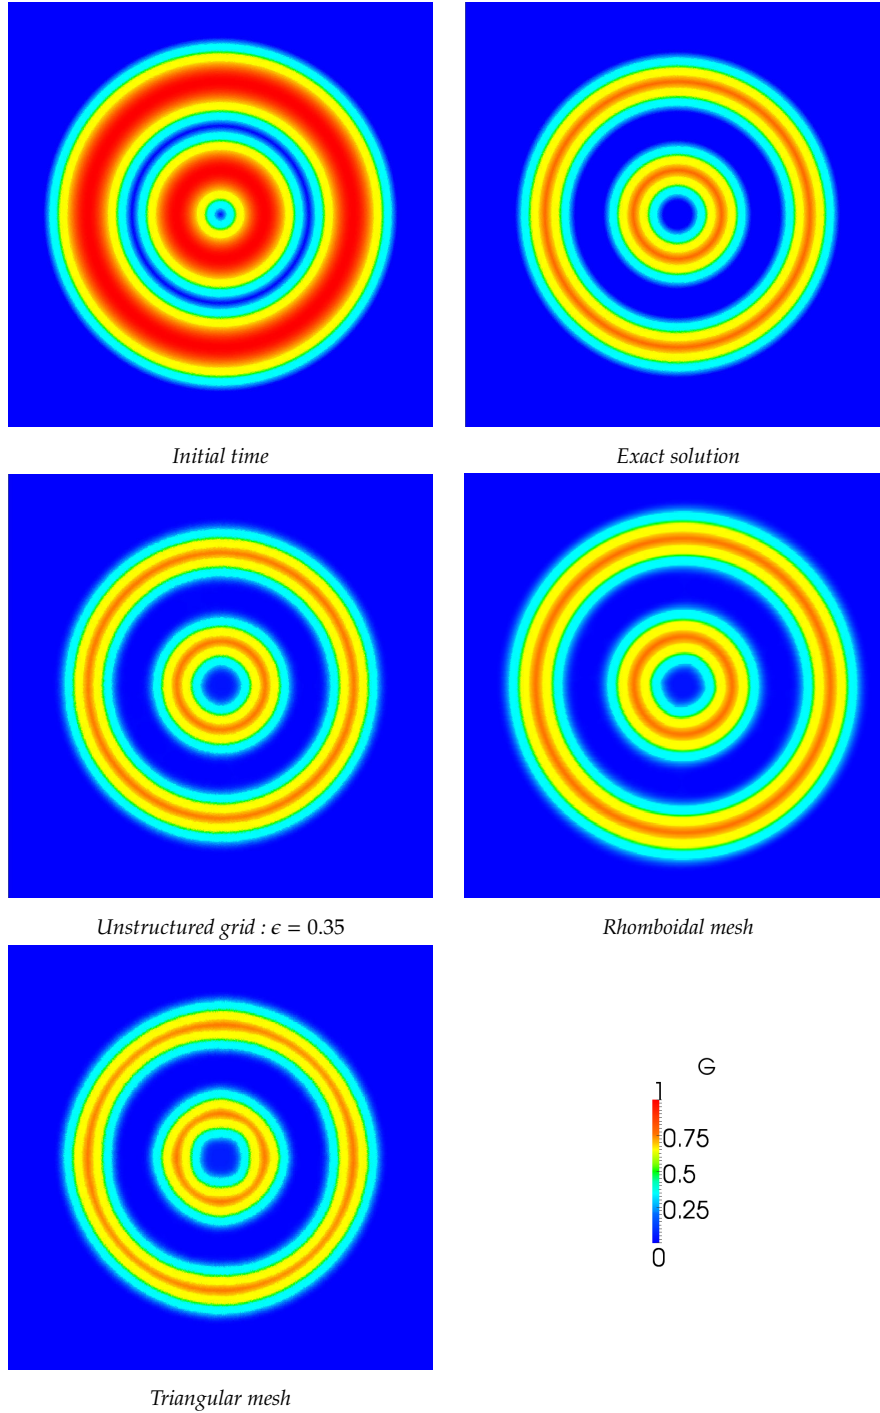 Initial time
Exact solution
Unstructured grid : ϵ = 0.35
Rhomboidal mesh
G
1
0.75
0.5
0.25
0
Triangular mesh